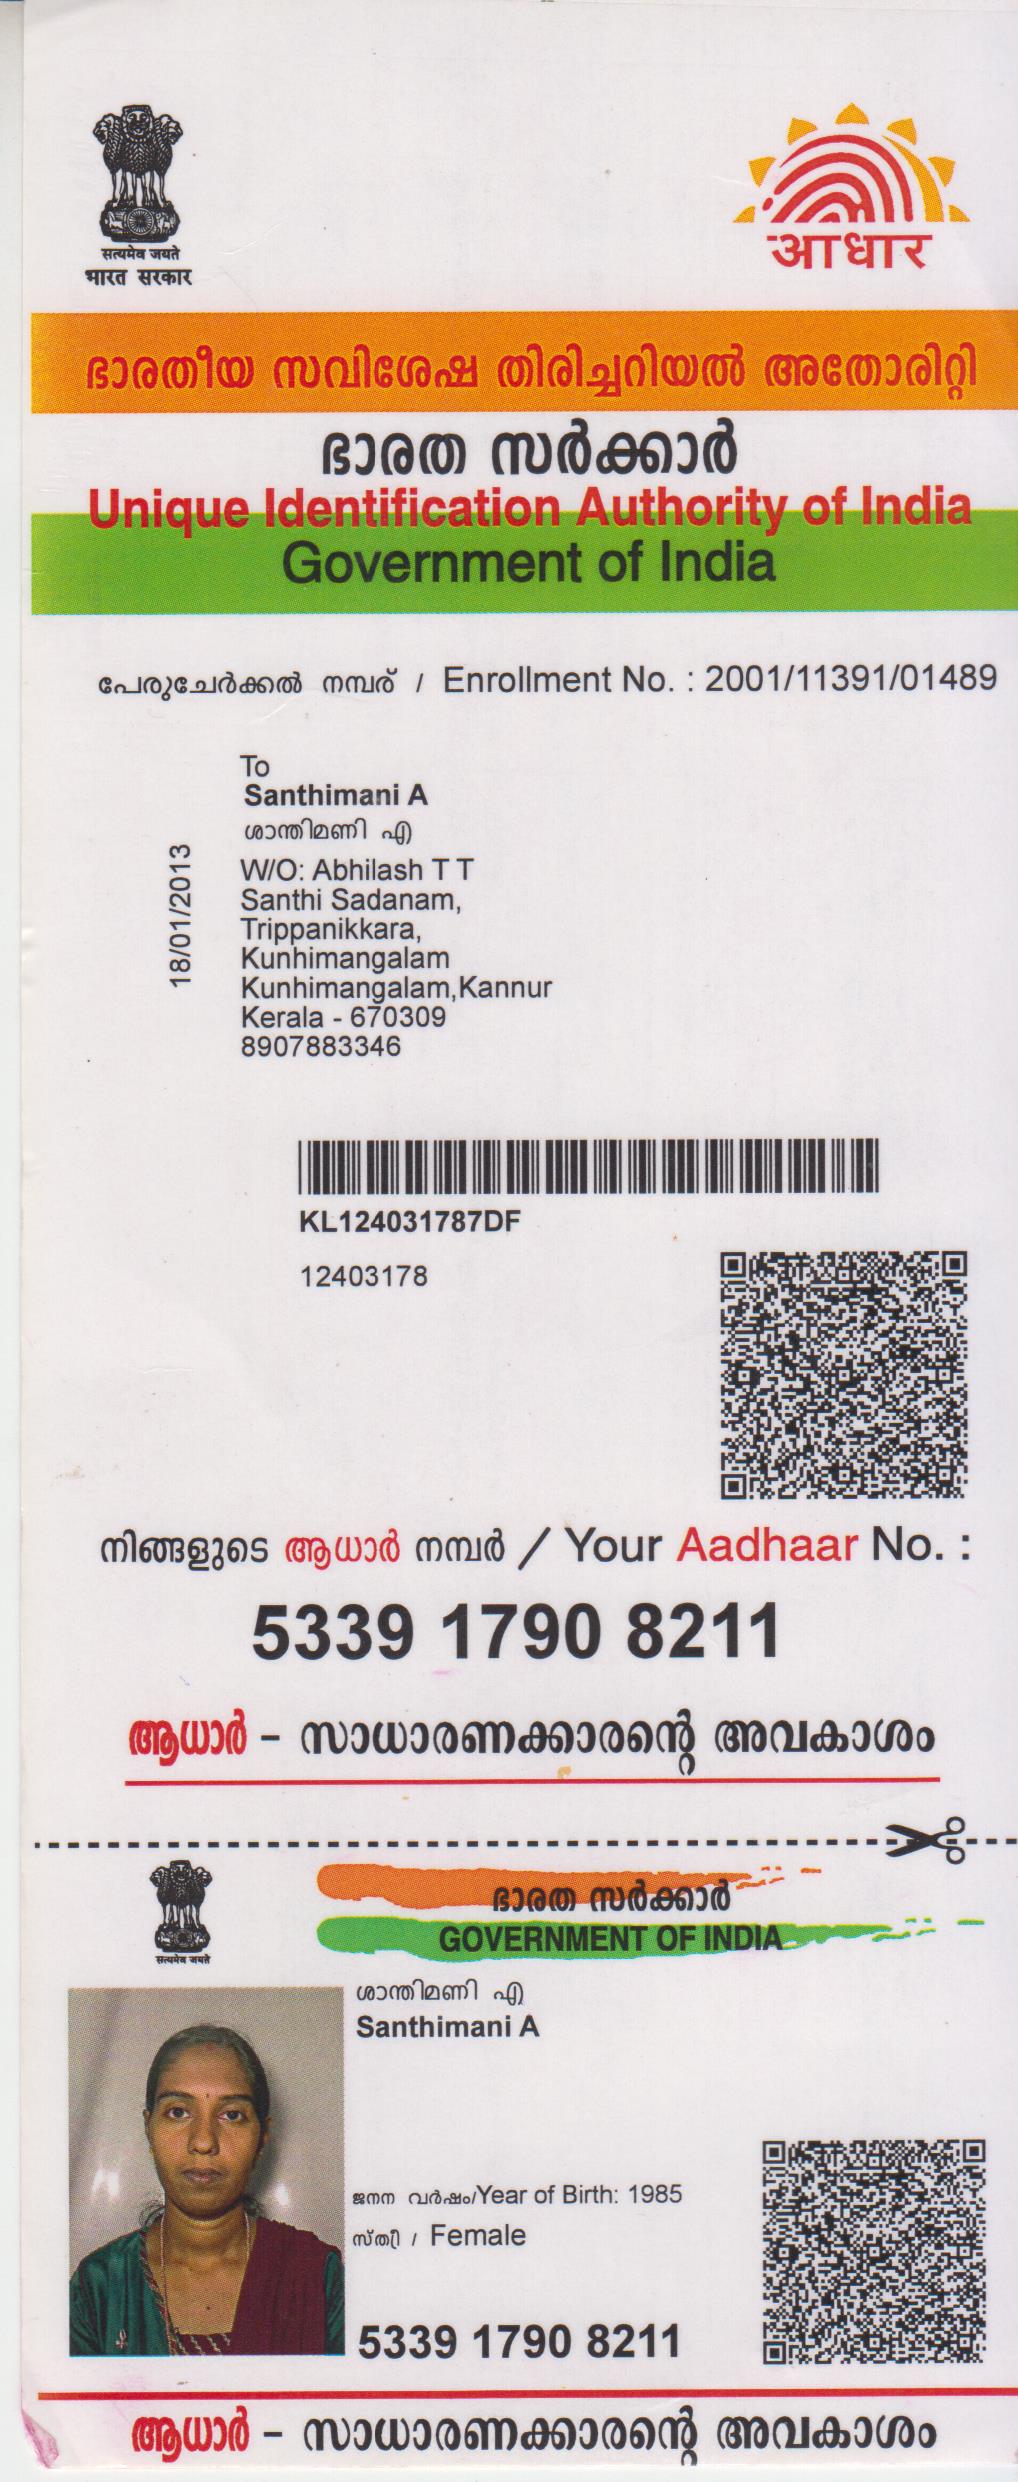 सत्यमेव जयते
भारत सरकार
आधार
ഭാരതീയ സവിശേഷ തിരിച്ചറിയൽ അതോരിറ്റി
ഭാരത സർക്കാർ
Unique Identification Authority of India
Government of India
പേരുചേർക്കൽ നമ്പര് / Enrollment No. : 2001/11391/01489
18/01/2013
To
Santhimani A
ശാന്തിമണി എ
W/O: Abhilash T T
Santhi Sadanam,
Trippanikkara,
Kunhimangalam
Kunhimangalam,Kannur
Kerala - 670309
8907883346
KL124031787DF
12403178
നിങ്ങളുടെ ആധാർ നമ്പർ / Your Aadhaar No. :
5339 1790 8211
ആധാർ – സാധാരണക്കാരന്റെ അവകാശം
सत्यमेव जयते
ഭാരത സർക്കാർ
GOVERNMENT OF INDIA
ശാന്തിമണി എ
Santhimani A
ജനന വർഷം/Year of Birth: 1985
സ്ത്രീ / Female
5339 1790 8211
ആധാർ – സാധാരണക്കാരന്റെ അവകാശം